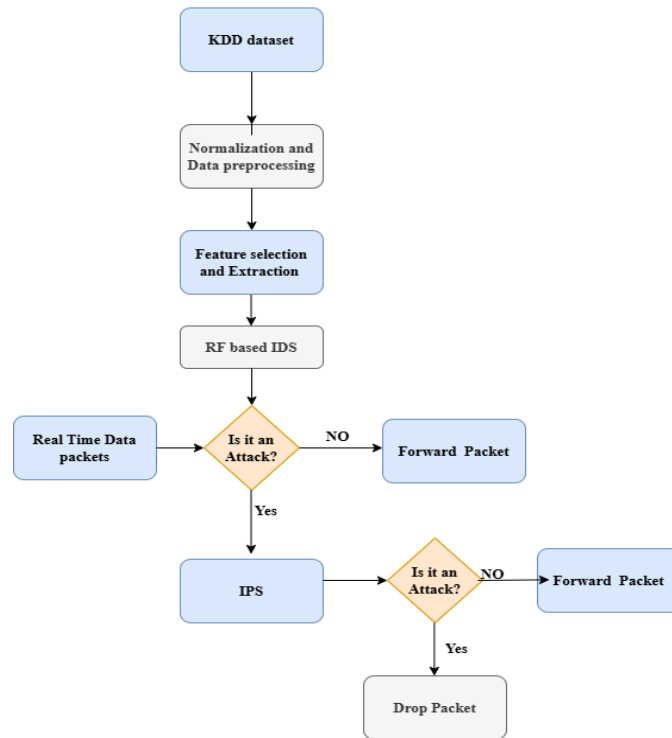 KDD dataset
Normalization and
Data preprocessing
Feature selection
and Extraction
RF based IDS
Real Time Data
packets
Is it an
Attack?
NO
Forward Packet
Yes
IPS
Is it an
Attack?
NO
Forward Packet
Yes
Drop Packet